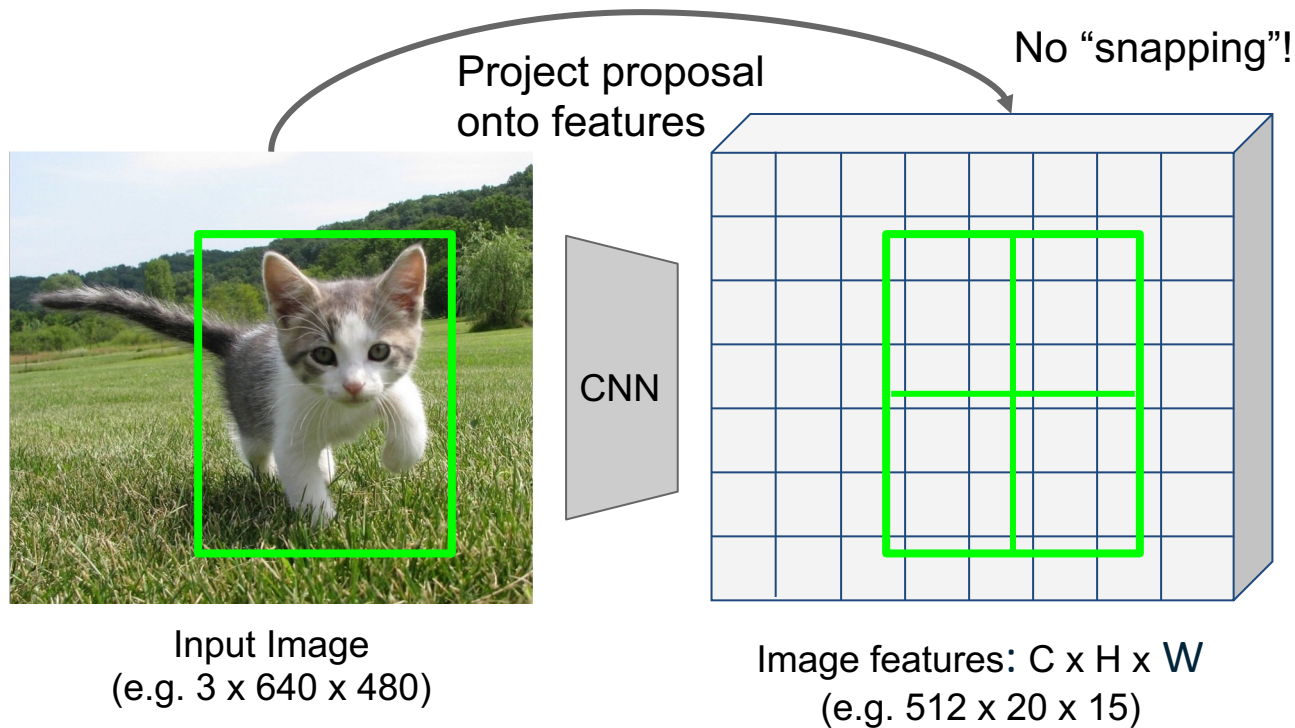 No “snapping”!
Project proposal
onto features
CNN
Input Image
(e.g. 3 x 640 x 480)
Image features: C x H x W
(e.g. 512 x 20 x 15)